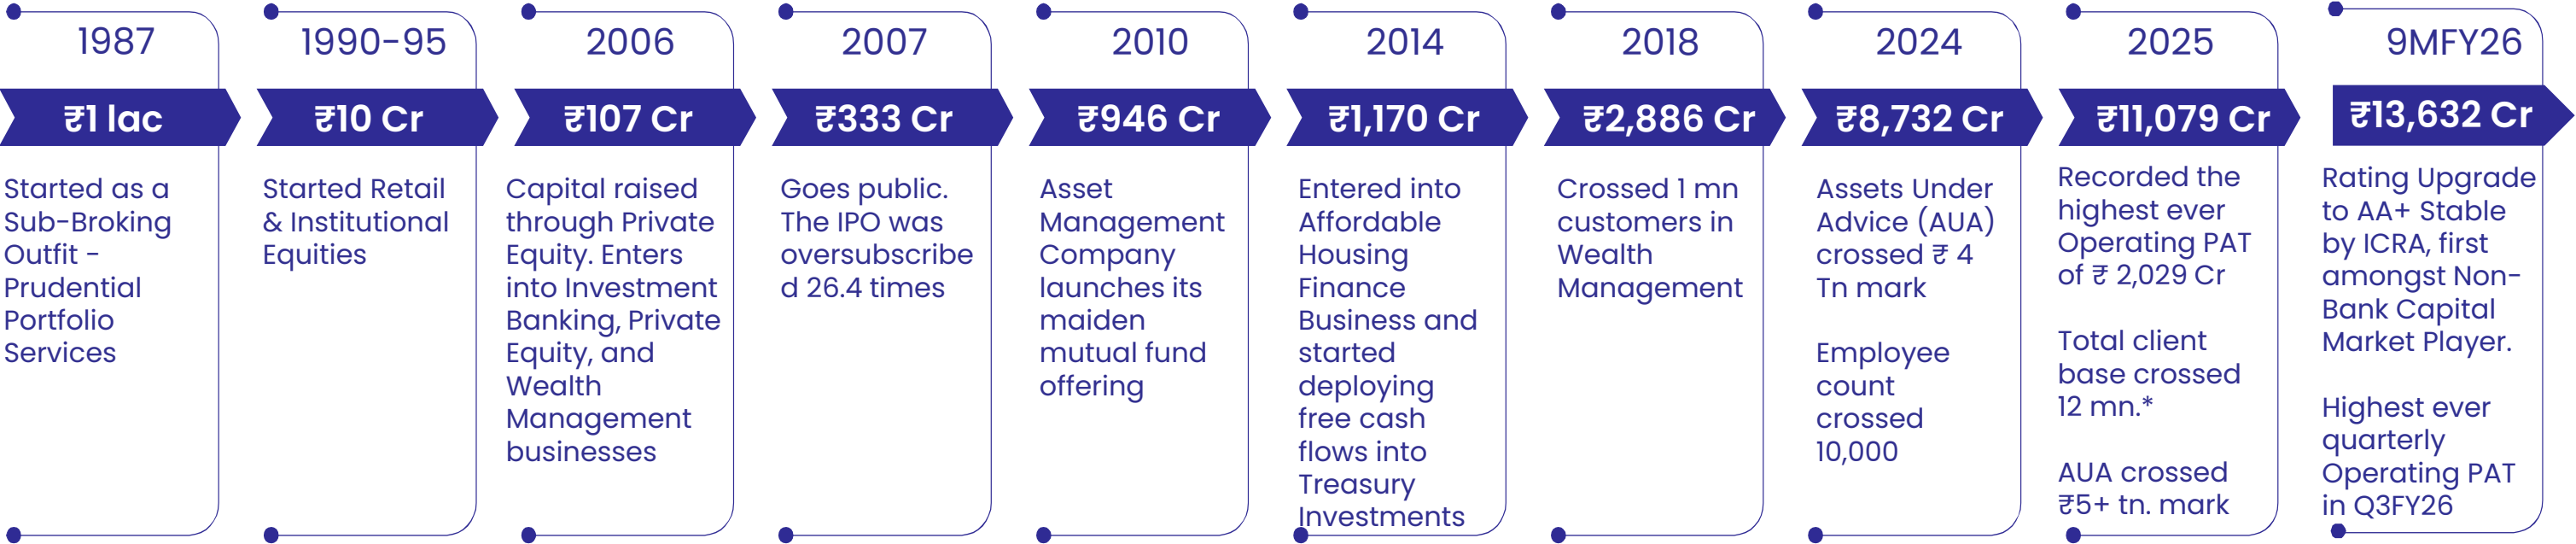 1987
₹1 lac
Started as a
Sub-Broking
Outfit -
Prudential
Portfolio
Services
1990-95
₹10 Cr
Started Retail
& Institutional
Equities
2006
₹107 Cr
Capital raised
through Private
Equity. Enters
into Investment
Banking, Private
Equity, and
Wealth
Management
businesses
2007
₹333 Cr
Goes public.
The IPO was
oversubscribe
d 26.4 times
2010
₹946 Cr
Asset
Management
Company
launches its
maiden
mutual fund
offering
2014
₹1,170 Cr
Entered into
Affordable
Housing
Finance
Business and
started
deploying
free cash
flows into
Treasury
Investments
2018
₹2,886 Cr
Crossed 1 mn
customers in
Wealth
Management
2024
₹8,732 Cr
Assets Under
Advice (AUA)
crossed ₹ 4
Tn mark
Employee
count
crossed
10,000
2025
₹11,079 Cr
Recorded the
highest ever
Operating PAT
of ₹ 2,029 Cr
Total client
base crossed
12 mn.*
AUA crossed
₹5+ tn. mark
9MFY26
₹13,632 Cr
Rating Upgrade
to AA+ Stable
by ICRA, first
amongst Non-
Bank Capital
Market Player.
Highest ever
quarterly
Operating PAT
in Q3FY26